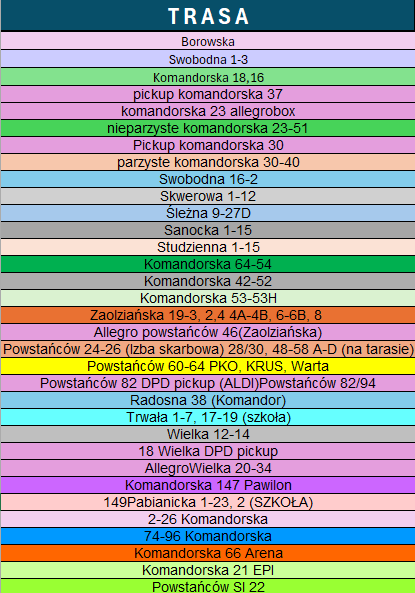 TRASA
Borowska
Swobodna 1-3
Komandorska 18,16
pickup komandorska 37
komandorska 23 allegrobox
nieparzyste komandorska 23-51
Pickup komandorska 30
parzyste komandorska 30-40
Swobodna 16-2
Skwerowa 1-12
Ślężna 9-27D
Sanocka 1-15
Studzienna 1-15
Komandorska 64-54
Komandorska 42-52
Komandorska 53-53H
Zaolziańska 19-3, 2,4 4A-4B, 6-6B, 8
Allegro powstańców 46(Zaolziańska)
Powstańców 24-26 (Izba skarbowa) 28/30, 48-58 A-D (na tarasie)
Powstańców 60-64 PKO, KRUS, Warta
Powstańców 82 DPD pickup (ALDI)Powstańców 82/94
Radosna 38 (Komandor)
Trwała 1-7, 17-19 (szkoła)
Wielka 12-14
18 Wielka DPD pickup
AllegroWielka 20-34
Komandorska 147 Pawilon
149Pabianicka 1-23, 2 (SZKOŁA)
2-26 Komandorska
74-96 Komandorska
Komandorska 66 Arena
Komandorska 21 EPI
Powstańców Sl 22